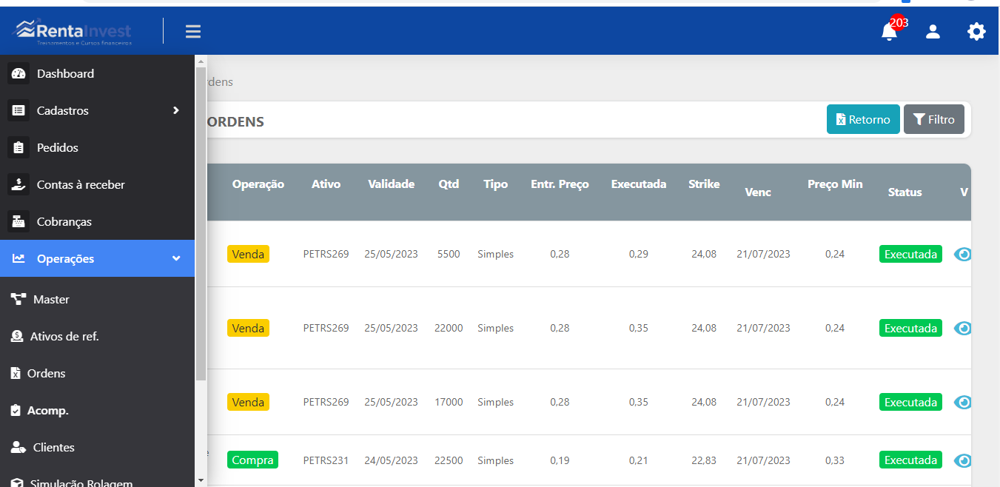 RentaInvest
Treinamentos e Cursos financeiros
203
Dashboard
Cadastros
Pedidos
Contas à receber
Cobranças
Operações
Master
Ativos de ref.
Ordens
Acomp.
Clientes
Simulação Rolagem
rdens
ORDENS
Retorno
Filtro
Operação Ativo Validade Qtd Tipo Entr. Preço Executada Strike Venc Preço Min Status V
Venda PETRS269 25/05/2023 5500 Simples 0,28 0,29 24,08 21/07/2023 0,24 Executada
Venda PETRS269 25/05/2023 22000 Simples 0,28 0,35 24,08 21/07/2023 0,24 Executada
Venda PETRS269 25/05/2023 17000 Simples 0,28 0,35 24,08 21/07/2023 0,24 Executada
Compra PETRS231 24/05/2023 22500 Simples 0,19 0,21 22,83 21/07/2023 0,33 Executada